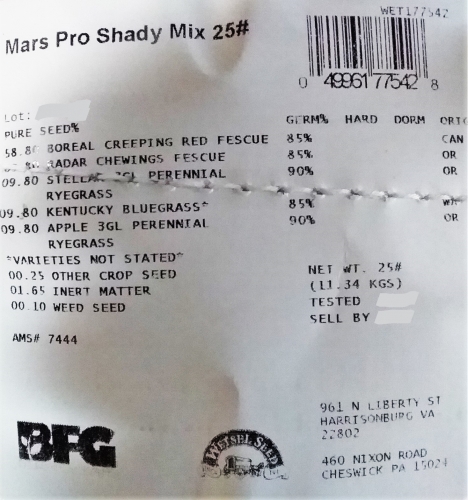 WET177542
Mars Pro Shady Mix 25#
0 49961 77542 8
Lot:
PURE SEED% GERM% HARD DORM
58.8 BOREAL CREEPING RED FESCUE 85% CAN
RADAR CHEWINGS FESCUE 85% OR
09.80 STELLAR 3GL PERENNIAL 90% OR
RYEGRASS
09.80 KENTUCKY BLUEGRASS* 85% WA
09.80 APPLE 3GL PERENNIAL 90% OR
RYEGRASS
*VARIETIES NOT STATED*
00.25 OTHER CROP SEED
01.65 INERT MATTER
00.10 WEED SEED
NET WT. 25#
(11.34 KGS)
TESTED
SELL BY
AMS# 7444
961 N LIBERTY ST
HARRISONBURG VA
22802
460 NIXON ROAD
CHESWICK PA 15024
BFG
WETSEL SEED